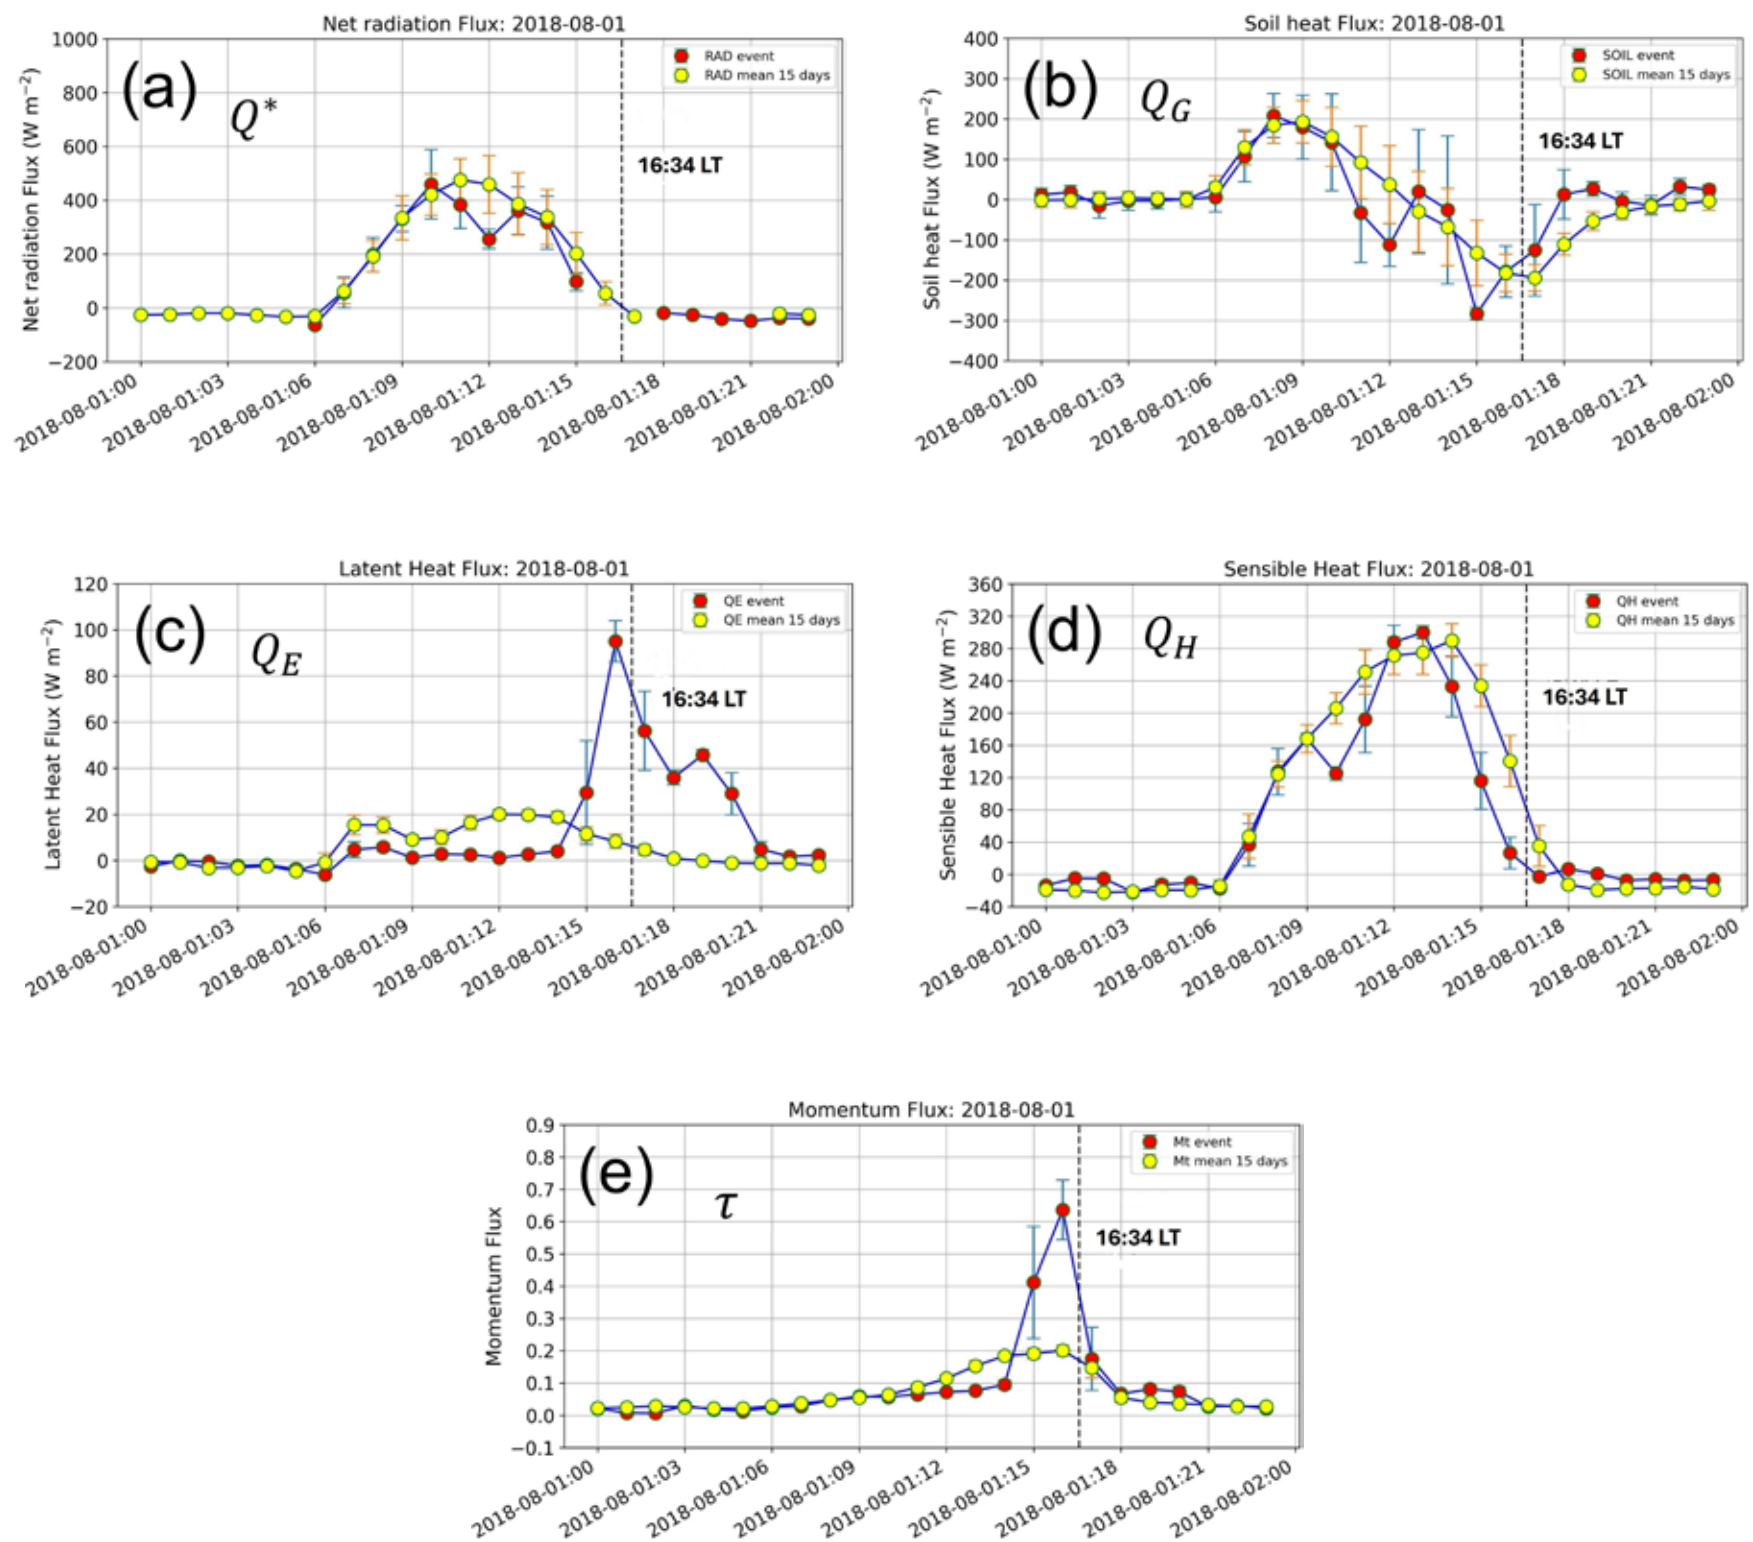 Net radiation Flux: 2018-08-01
(a)
Q*
RAD event
RAD mean 15 days
16:34 LT
Net radiation Flux (W m−2)
1000
800
600
400
200
0
−200
2018-08-01:00
2018-08-01:03
2018-08-01:06
2018-08-01:09
2018-08-01:12
2018-08-01:15
2018-08-01:18
2018-08-01:21
2018-08-02:00
Soil heat Flux: 2018-08-01
(b)
QG
SOIL event
SOIL mean 15 days
16:34 LT
Soil heat Flux (W m−2)
400
300
200
100
0
−100
−200
−300
−400
2018-08-01:00
2018-08-01:03
2018-08-01:06
2018-08-01:09
2018-08-01:12
2018-08-01:15
2018-08-01:18
2018-08-01:21
2018-08-02:00
Latent Heat Flux: 2018-08-01
(c)
QE
QE event
QE mean 15 days
16:34 LT
Latent Heat Flux (W m−2)
120
100
80
60
40
20
0
−20
2018-08-01:00
2018-08-01:03
2018-08-01:06
2018-08-01:09
2018-08-01:12
2018-08-01:15
2018-08-01:18
2018-08-01:21
2018-08-02:00
Sensible Heat Flux: 2018-08-01
(d)
QH
QH event
QH mean 15 days
16:34 LT
Sensible Heat Flux (W m−2)
360
320
280
240
200
160
120
80
40
0
−40
2018-08-01:00
2018-08-01:03
2018-08-01:06
2018-08-01:09
2018-08-01:12
2018-08-01:15
2018-08-01:18
2018-08-01:21
2018-08-02:00
Momentum Flux: 2018-08-01
(e)
τ
Mt event
Mt mean 15 days
16:34 LT
Momentum Flux
0.9
0.8
0.7
0.6
0.5
0.4
0.3
0.2
0.1
0.0
−0.1
2018-08-01:00
2018-08-01:03
2018-08-01:06
2018-08-01:09
2018-08-01:12
2018-08-01:15
2018-08-01:18
2018-08-01:21
2018-08-02:00